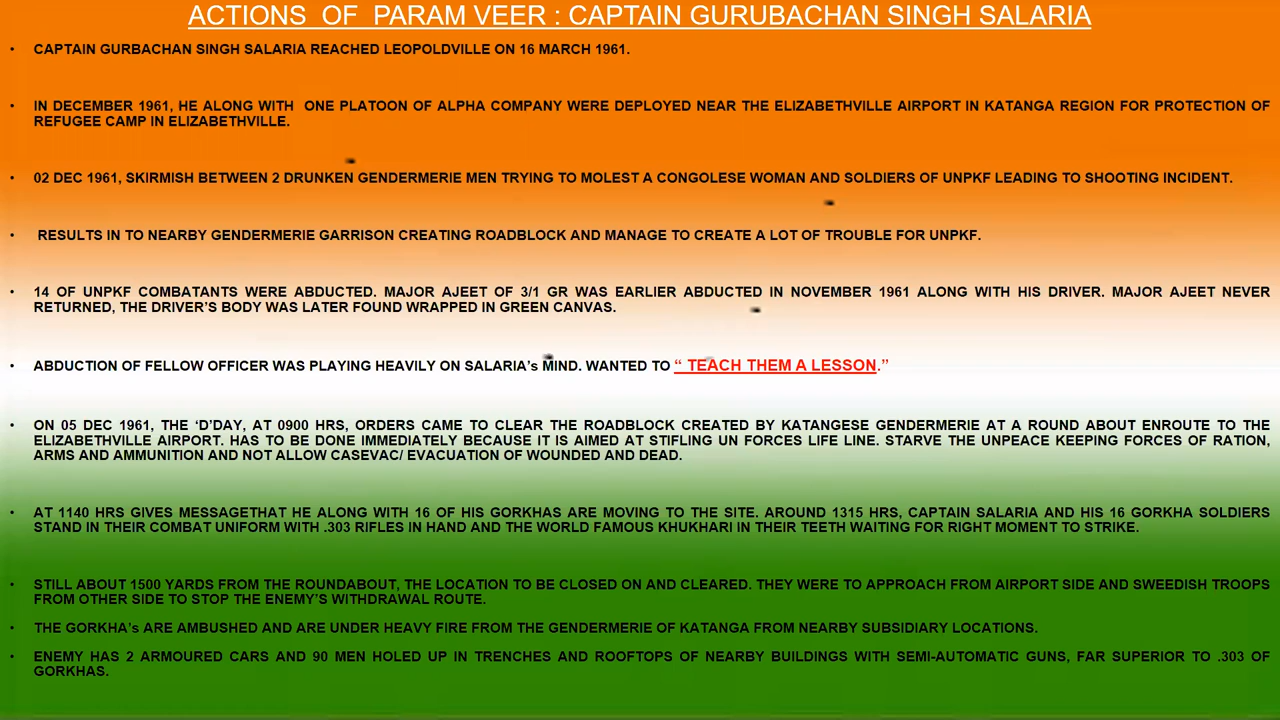 ACTIONS OF PARAM VEER : CAPTAIN GURUBACHAN SINGH SALARIA
• CAPTAIN GURBACHAN SINGH SALARIA REACHED LEOPOLDVILLE ON 16 MARCH 1961.
• IN DECEMBER 1961, HE ALONG WITH ONE PLATOON OF ALPHA COMPANY WERE DEPLOYED NEAR THE ELIZABETHVILLE AIRPORT IN KATANGA REGION FOR PROTECTION OF
REFUGEE CAMP IN ELIZABETHVILLE.
• 02 DEC 1961, SKIRMISH BETWEEN 2 DRUNKEN GENDERMERIE MEN TRYING TO MOLEST A CONGOLESE WOMAN AND SOLDIERS OF UNPKF LEADING TO SHOOTING INCIDENT.
• RESULTS IN TO NEARBY GENDERMERIE GARRISON CREATING ROADBLOCK AND MANAGE TO CREATE A LOT OF TROUBLE FOR UNPKF.
• 14 OF UNPKF COMBATANTS WERE ABDUCTED. MAJOR AJEET OF 3/1 GR WAS EARLIER ABDUCTED IN NOVEMBER 1961 ALONG WITH HIS DRIVER. MAJOR AJEET NEVER
RETURNED, THE DRIVER'S BODY WAS LATER FOUND WRAPPED IN GREEN CANVAS.
• ABDUCTION OF FELLOW OFFICER WAS PLAYING HEAVILY ON SALARIA's MIND. WANTED TO “ TEACH THEM A LESSON.”
• ON 05 DEC 1961, THE ‘D’DAY, AT 0900 HRS, ORDERS CAME TO CLEAR THE ROADBLOCK CREATED BY KATANGESE GENDERMERIE AT A ROUND ABOUT ENROUTE TO THE
ELIZABETHVILLE AIRPORT. HAS TO BE DONE IMMEDIATELY BECAUSE IT IS AIMED AT STIFLING UN FORCES LIFE LINE. STARVE THE UNPEACE KEEPING FORCES OF RATION,
ARMS AND AMMUNITION AND NOT ALLOW CASEVAC/ EVACUATION OF WOUNDED AND DEAD.
• AT 1140 HRS GIVES MESSAGETHAT HE ALONG WITH 16 OF HIS GORKHAS ARE MOVING TO THE SITE. AROUND 1315 HRS, CAPTAIN SALARIA AND HIS 16 GORKHA SOLDIERS
STAND IN THEIR COMBAT UNIFORM WITH .303 RIFLES IN HAND AND THE WORLD FAMOUS KHUKHARI IN THEIR TEETH WAITING FOR RIGHT MOMENT TO STRIKE.
• STILL ABOUT 1500 YARDS FROM THE ROUNDABOUT, THE LOCATION TO BE CLOSED ON AND CLEARED. THEY WERE TO APPROACH FROM AIRPORT SIDE AND SWEEDISH TROOPS
FROM OTHER SIDE TO STOP THE ENEMY'S WITHDRAWAL ROUTE.
• THE GORKHA's ARE AMBUSHED AND ARE UNDER HEAVY FIRE FROM THE GENDERMERIE OF KATANGA FROM NEARBY SUBSIDIARY LOCATIONS.
• ENEMY HAS 2 ARMOURED CARS AND 90 MEN HOLED UP IN TRENCHES AND ROOFTOPS OF NEARBY BUILDINGS WITH SEMI-AUTOMATIC GUNS, FAR SUPERIOR TO .303 OF
GORKHAS.